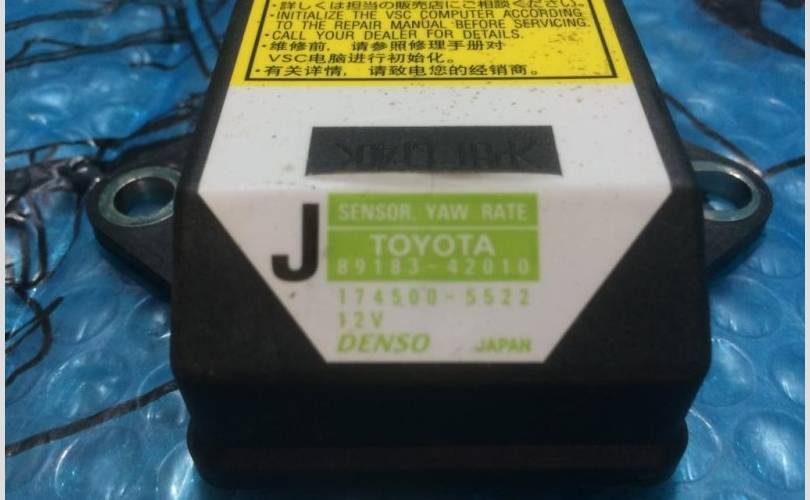 ・詳しくは担当の販売店にご相談ください。
・INITIALIZE THE VSC COMPUTER ACCORDING
TO THE REPAIR MANUAL BEFORE SERVICING.
・CALL YOUR DEALER FOR DETAILS.
・维修前，请参照修理手册对
VSC电脑进行初始化。
・有关详情，请致电您的经销商。
J
SENSOR, YAW RATE
TOYOTA
89183-42010
174500-5522
12V
DENSO JAPAN